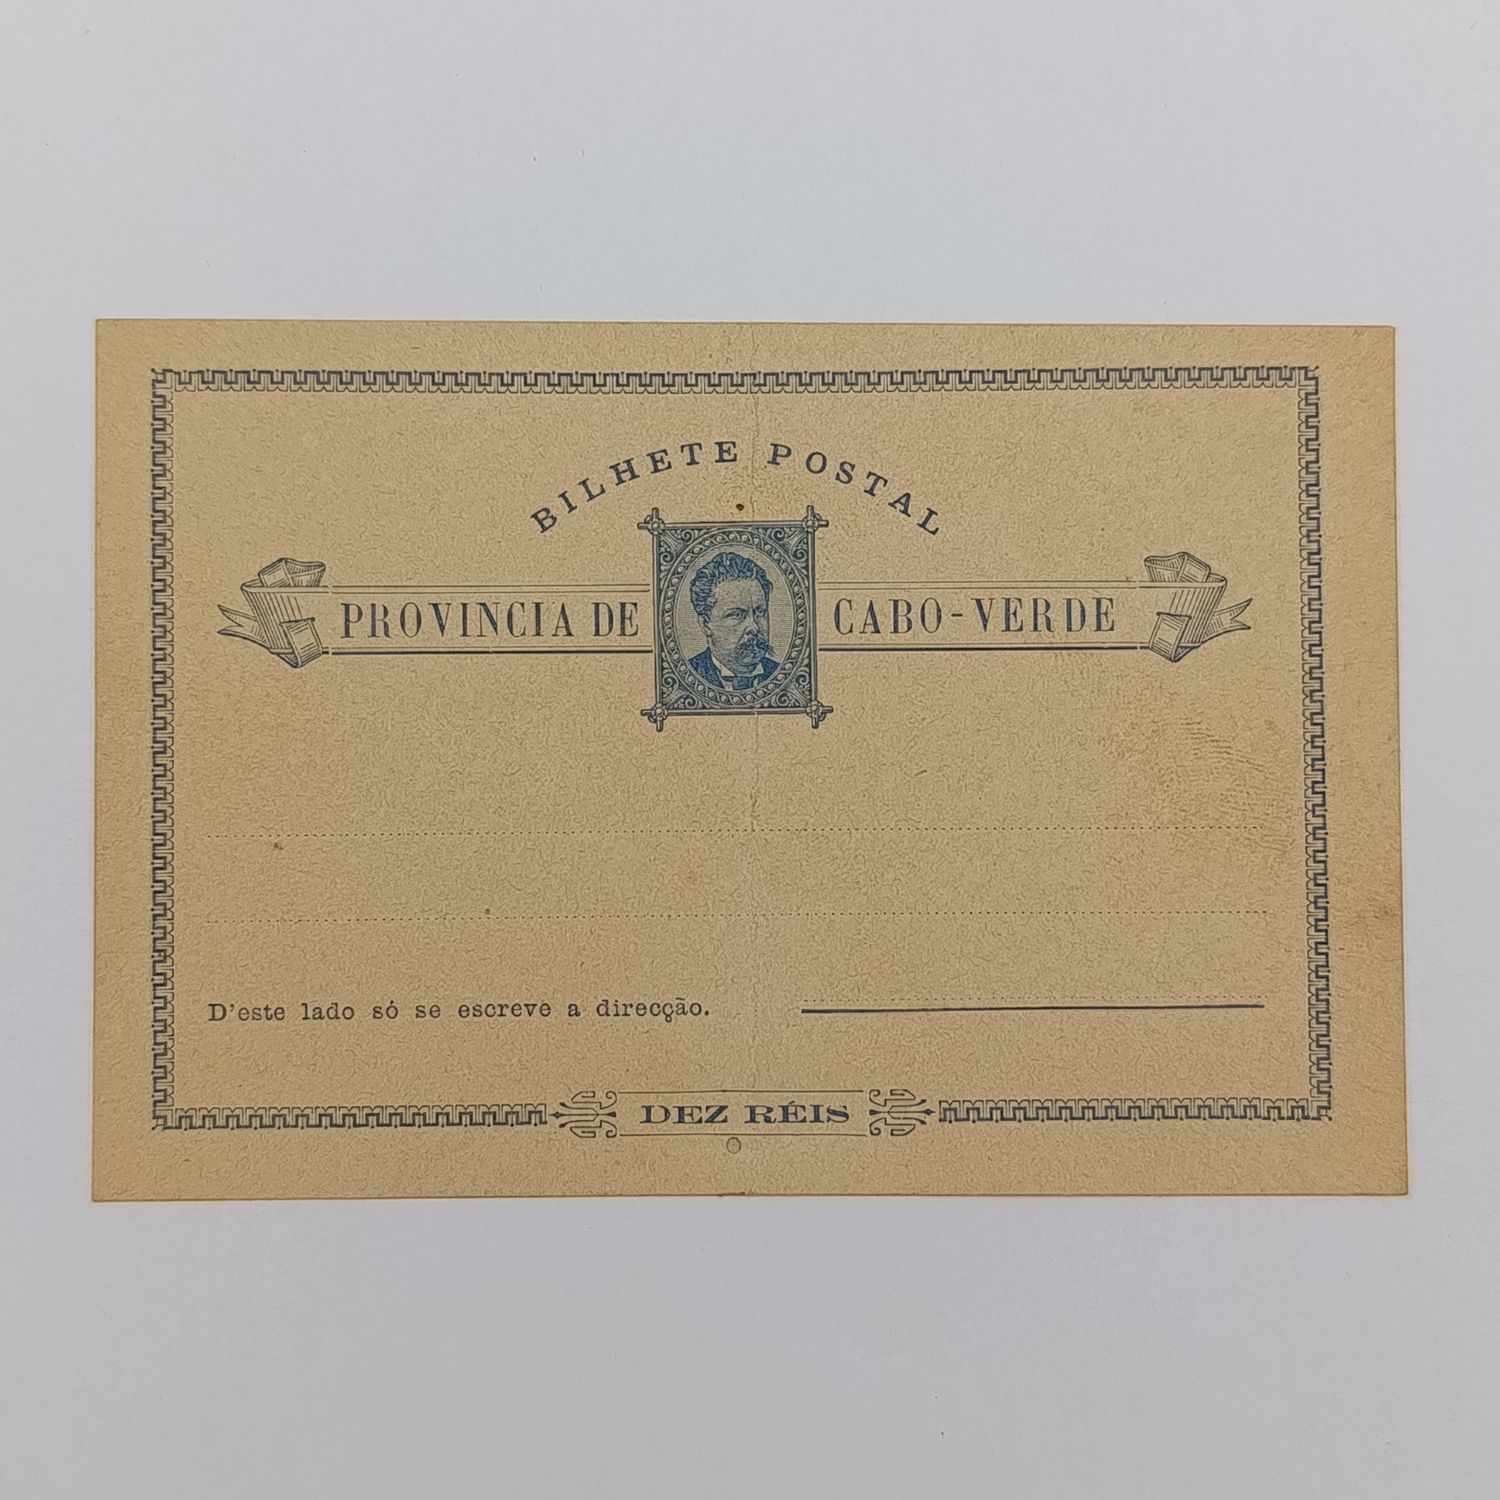 BILHETE POSTAL
PROVINCIA DE CABO-VERDE
D'este lado só se escreve a direcção.
DEZ RÉIS